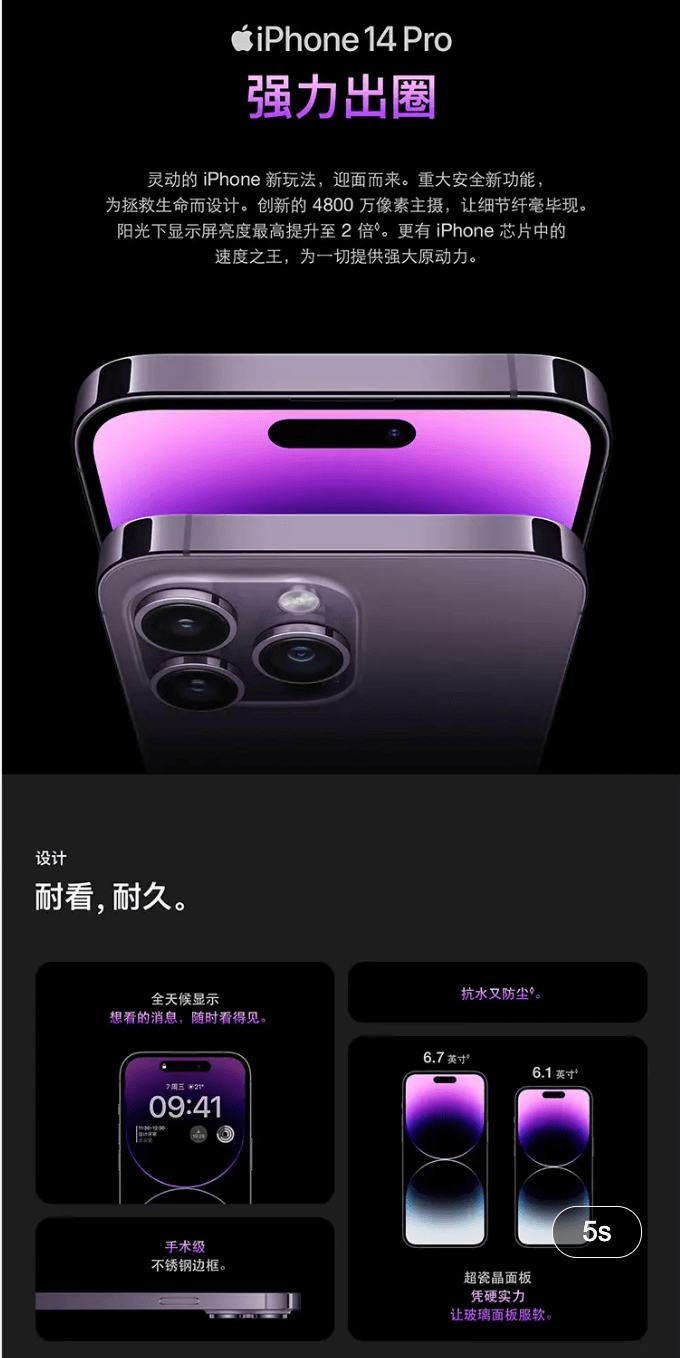 iPhone 14 Pro
强力出圈
灵动的 iPhone 新玩法，迎面而来。重大安全新功能，
为拯救生命而设计。创新的 4800 万像素主摄，让细节纤毫毕现。
阳光下显示屏亮度最高提升至 2 倍◊。更有 iPhone 芯片中的
速度之王，为一切提供强大原动力。
设计
耐看，耐久。
全天候显示
想看的消息，随时看得见。
7 周三 21°
09:41
11:30-12:30
10:29
手术级
不锈钢边框。
抗水又防尘◊。
6.7 英寸◊
6.1 英寸◊
5s
超瓷晶面板
凭硬实力
让玻璃面板服软。